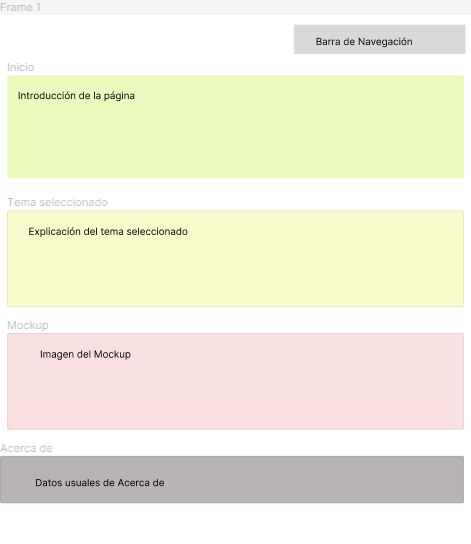 Frame 1
Barra de Navegación
Inicio
Introducción de la página
Tema seleccionado
Explicación del tema seleccionado
Mockup
Imagen del Mockup
Acerca de
Datos usuales de Acerca de